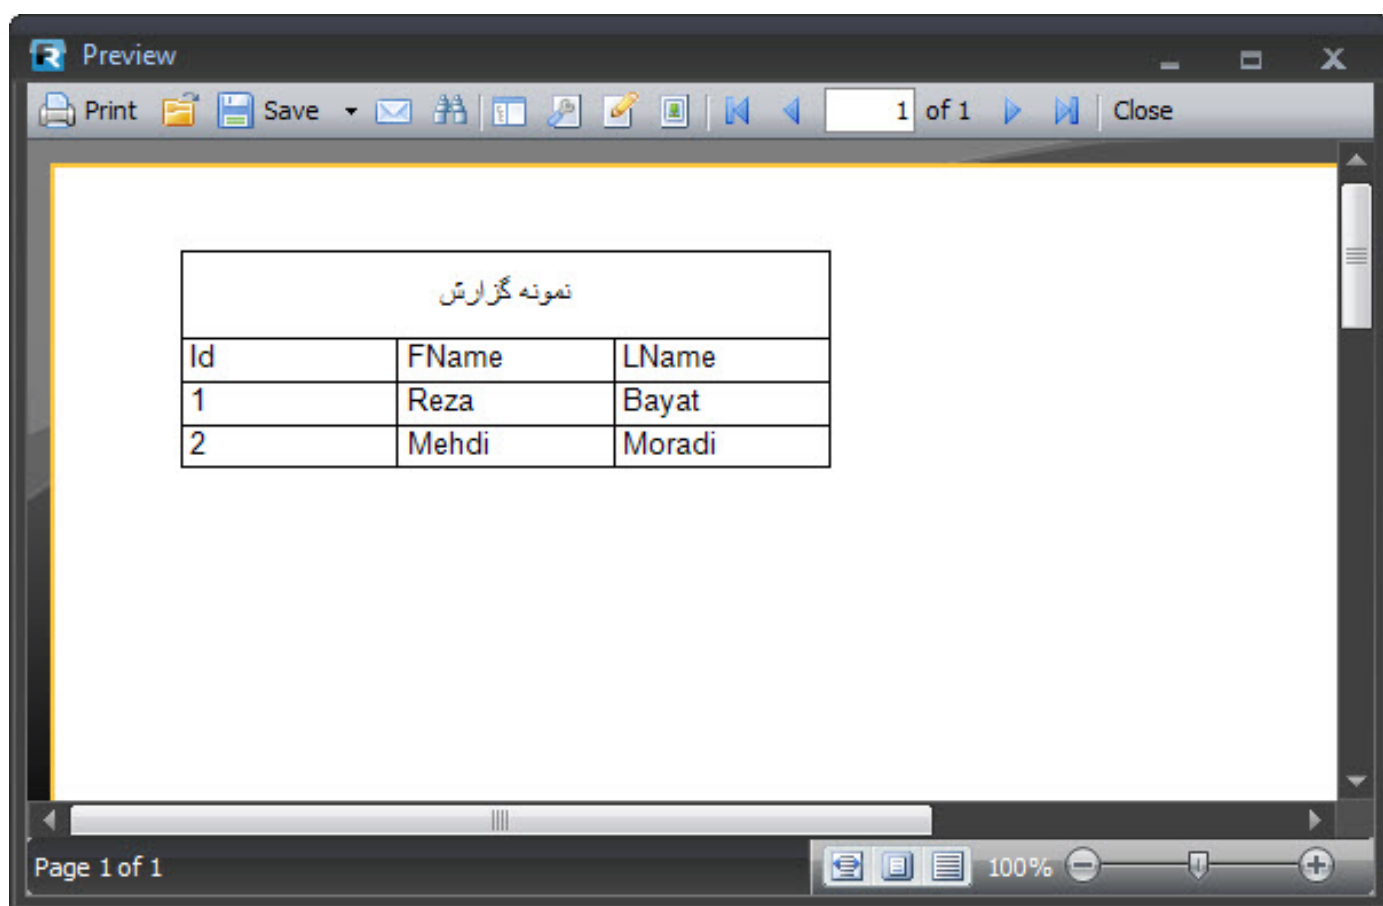 Preview
Print Save 1 of 1 Close
نمونه گزارش
Id FName LName
1 Reza Bayat
2 Mehdi Moradi
Page 1 of 1 100%